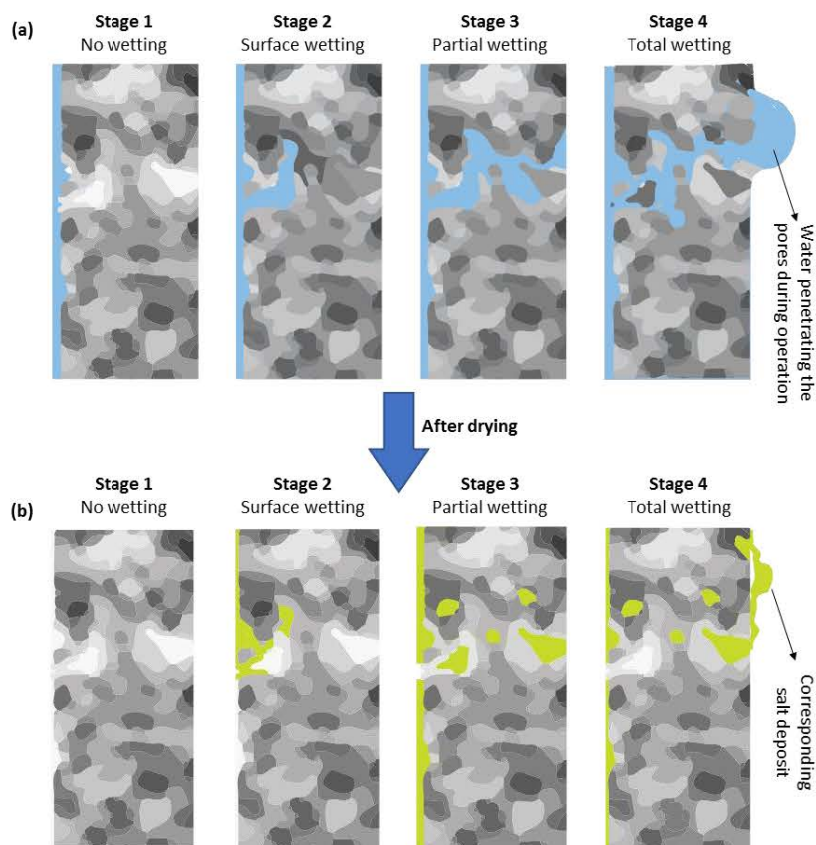 (a)
Stage 1
No wetting
Stage 2
Surface wetting
Stage 3
Partial wetting
Stage 4
Total wetting
Water penetrating the
pores during operation
After drying
(b)
Stage 1
No wetting
Stage 2
Surface wetting
Stage 3
Partial wetting
Stage 4
Total wetting
Corresponding
salt deposit